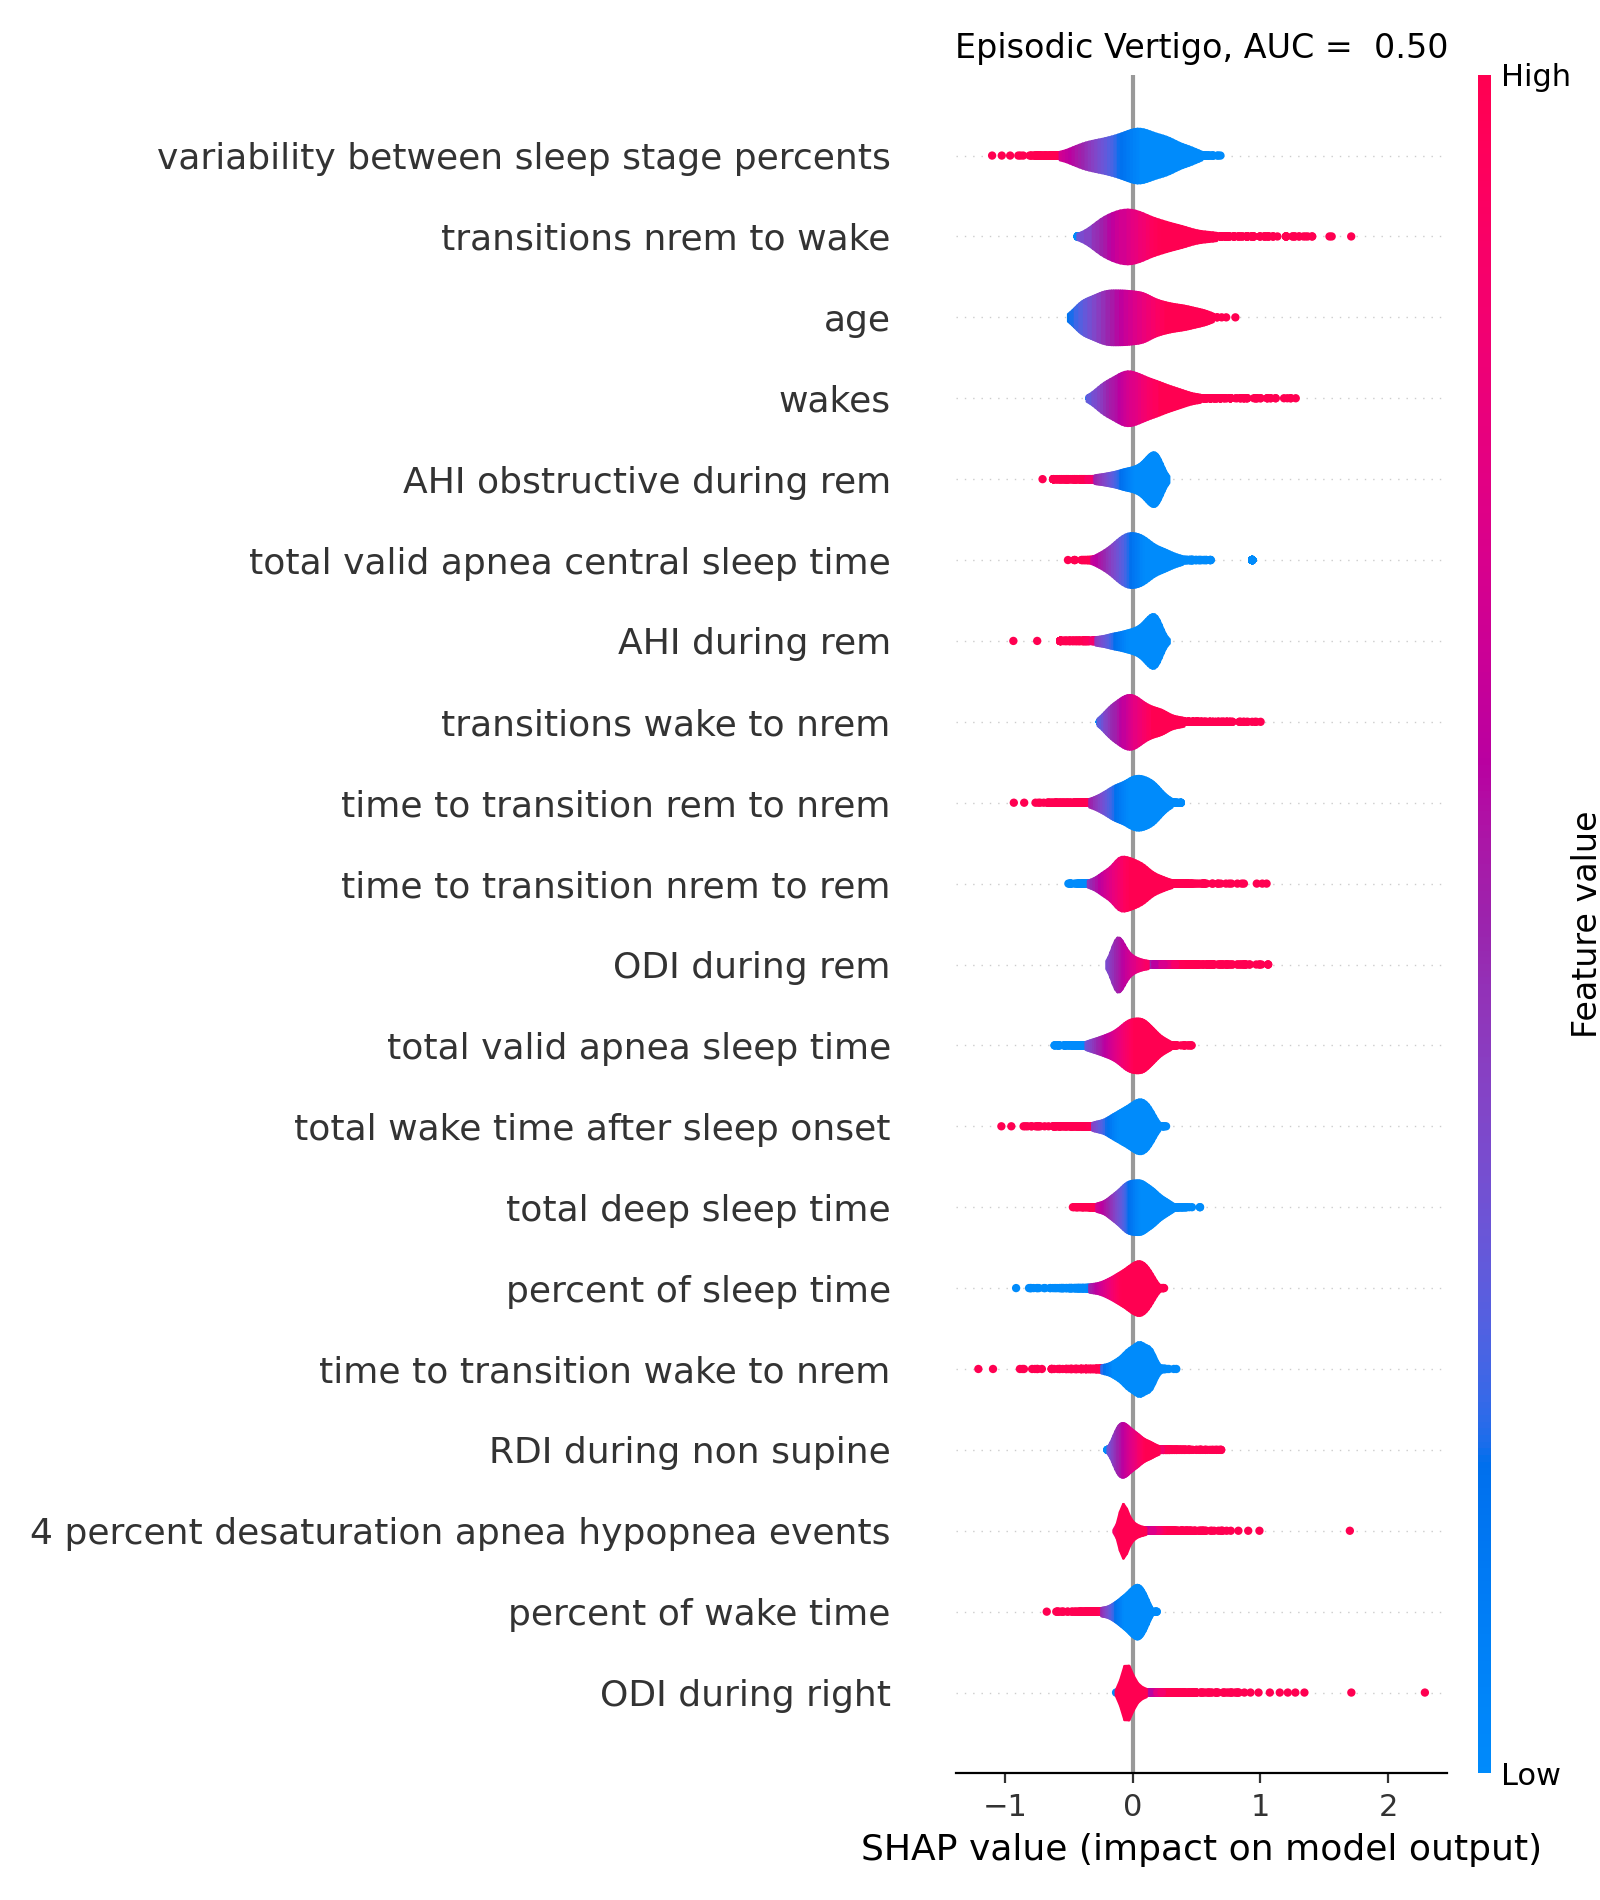 Episodic Vertigo, AUC =  0.50
High
variability between sleep stage percents
transitions nrem to wake
age
wakes
AHI obstructive during rem
total valid apnea central sleep time
AHI during rem
transitions wake to nrem
time to transition rem to nrem
time to transition nrem to rem
ODI during rem
total valid apnea sleep time
total wake time after sleep onset
total deep sleep time
percent of sleep time
time to transition wake to nrem
RDI during non supine
4 percent desaturation apnea hypopnea events
percent of wake time
ODI during right
Feature value
Low
−1 0 1 2
SHAP value (impact on model output)